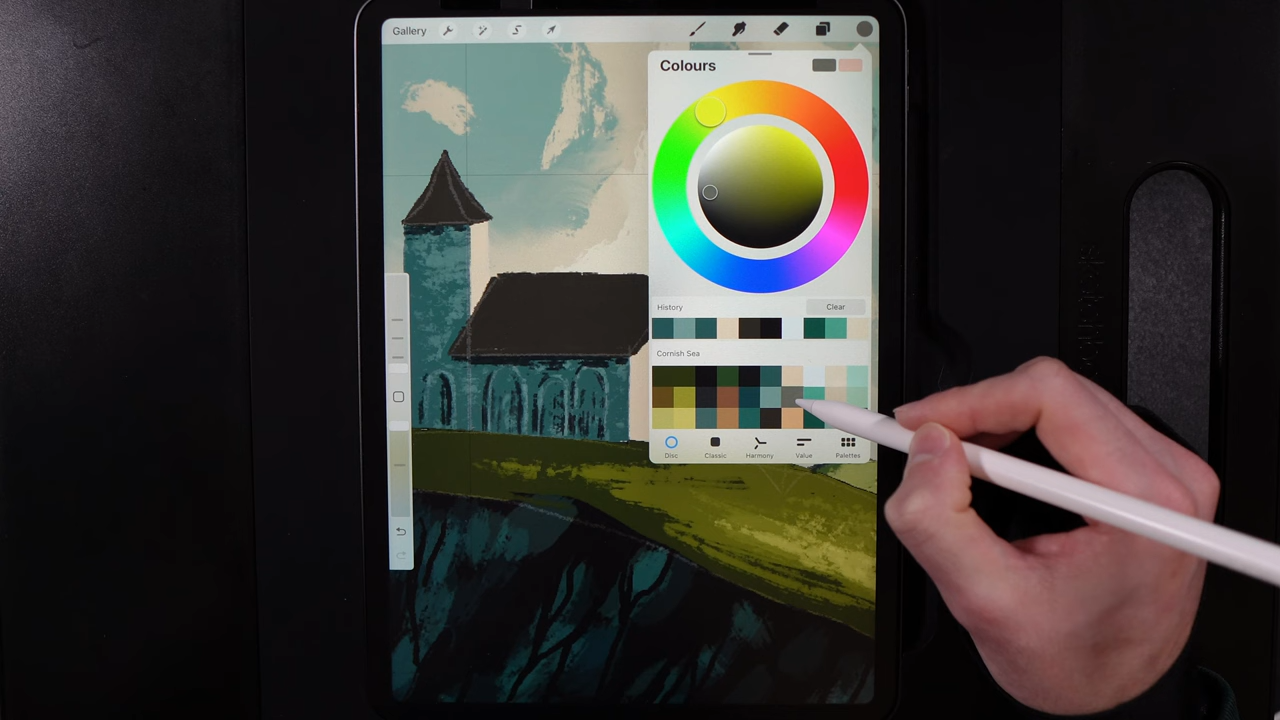 Gallery
Colours
History Clear
Cornish Sea
Disc Classic Harmony Value Palettes